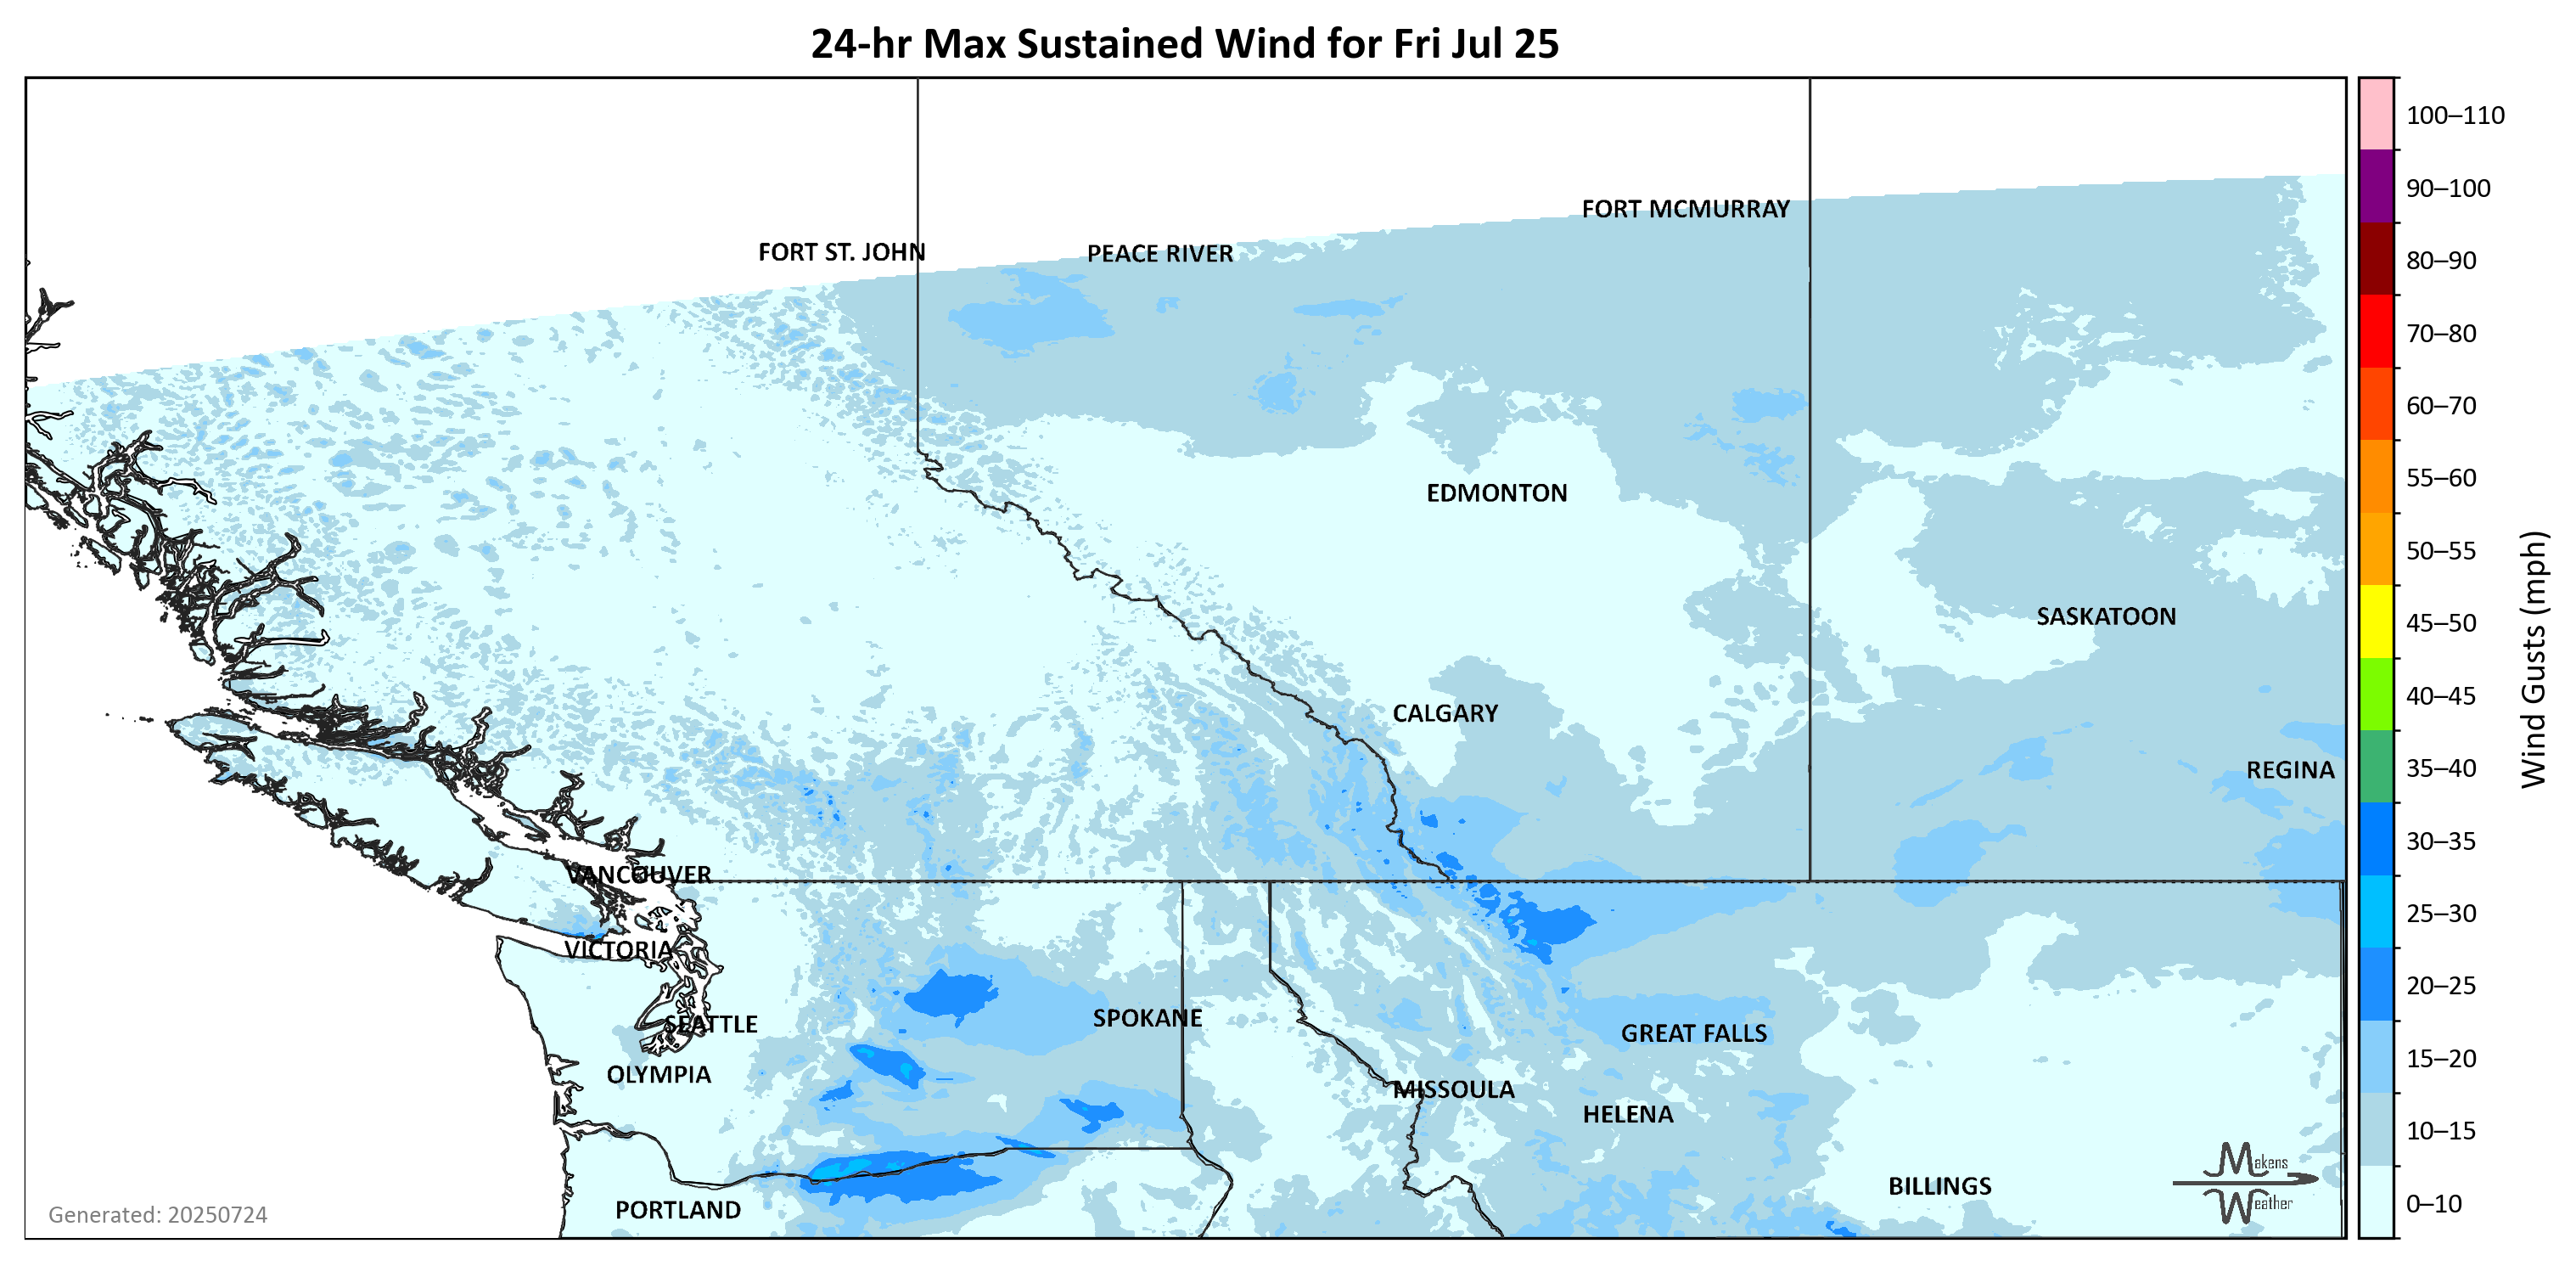 24-hr Max Sustained Wind for Fri Jul 25
100–110
90–100
80–90
70–80
60–70
55–60
50–55
45–50
40–45
35–40
30–35
25–30
20–25
15–20
10–15
0–10
Wind Gusts (mph)
FORT MCMURRAY
FORT ST. JOHN
PEACE RIVER
EDMONTON
SASKATOON
CALGARY
REGINA
VANCOUVER
VICTORIA
SEATTLE
SPOKANE
GREAT FALLS
OLYMPIA
MISSOULA
HELENA
BILLINGS
PORTLAND
Makens
Weather
Generated: 20250724